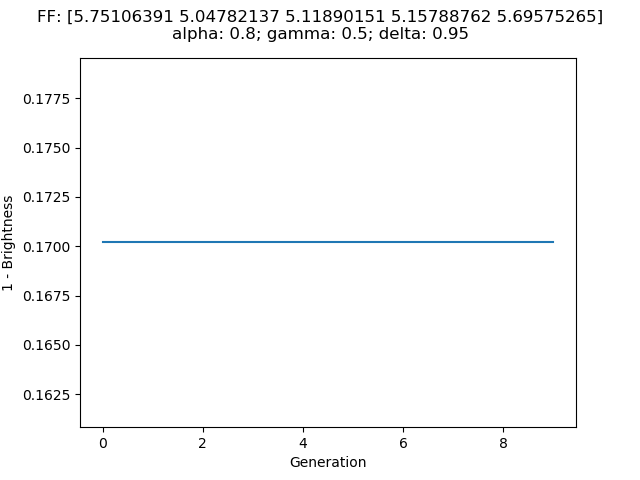 FF: [5.75106391 5.04782137 5.11890151 5.15788762 5.69575265]
alpha: 0.8; gamma: 0.5; delta: 0.95
0.1775
0.1750
0.1725
0.1700
0.1675
0.1650
0.1625
1 - Brightness
0 2 4 6 8
Generation